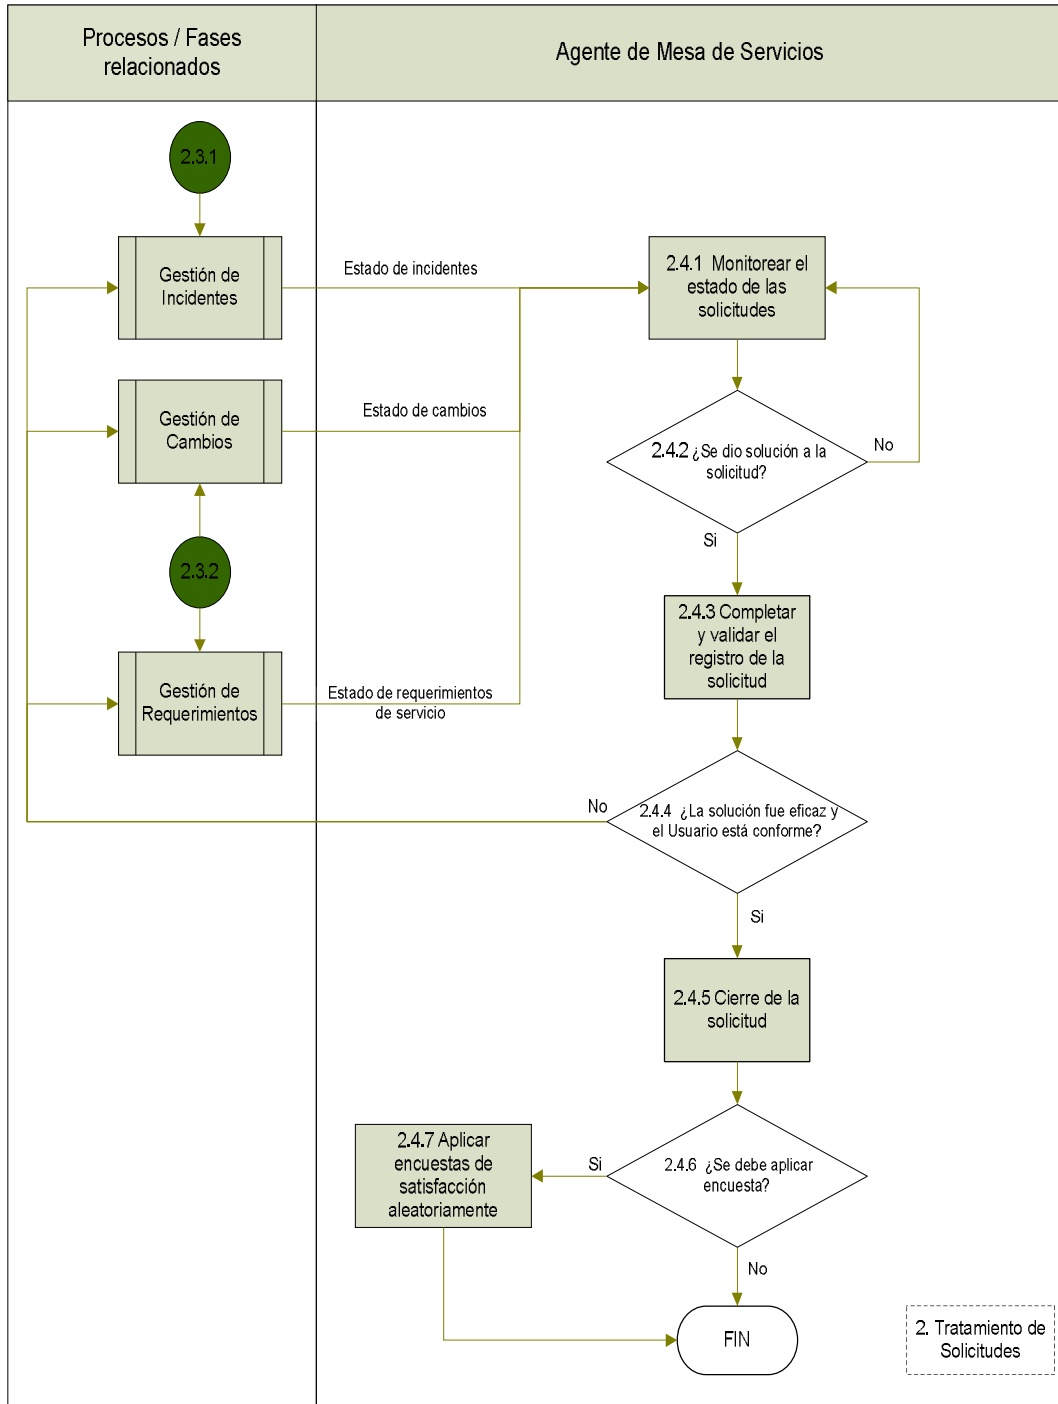 Procesos / Fases
relacionados
Agente de Mesa de Servicios
2.3.1
Gestión de
Incidentes
Estado de incidentes
2.4.1 Monitorear el
estado de las
solicitudes
Gestión de
Cambios
Estado de cambios
2.4.2 ¿Se dio solución a la
solicitud?
No
Si
2.3.2
2.4.3 Completar
y validar el
registro de la
solicitud
Gestión de
Requerimientos
Estado de requerimientos
de servicio
No
2.4.4 ¿La solución fue eficaz y
el Usuario está conforme?
Si
2.4.5 Cierre de la
solicitud
2.4.7 Aplicar
encuestas de
satisfacción
aleatoriamente
Si
2.4.6 ¿Se debe aplicar
encuesta?
No
FIN
2. Tratamiento de
Solicitudes